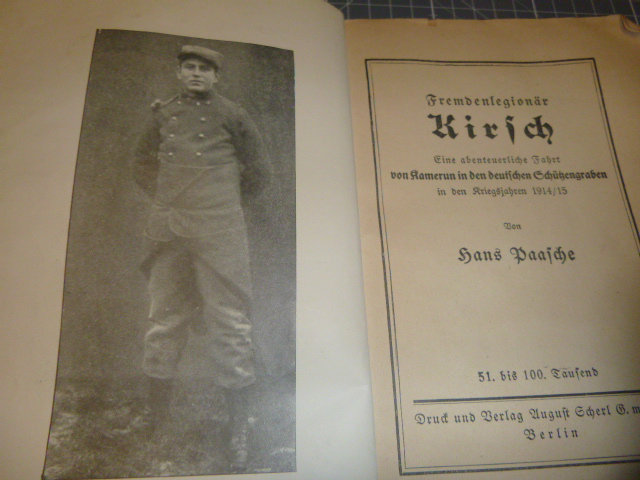 Fremdenlegionär
Kirsch
Eine abenteuerliche Fahrt
von Kamerun in den deutschen Schützengraben
in den Kriegsjahren 1914/15
Von
Hans Paasche
51. bis 100. Tausend
Druck und Verlag August Scherl G. m.
Berlin